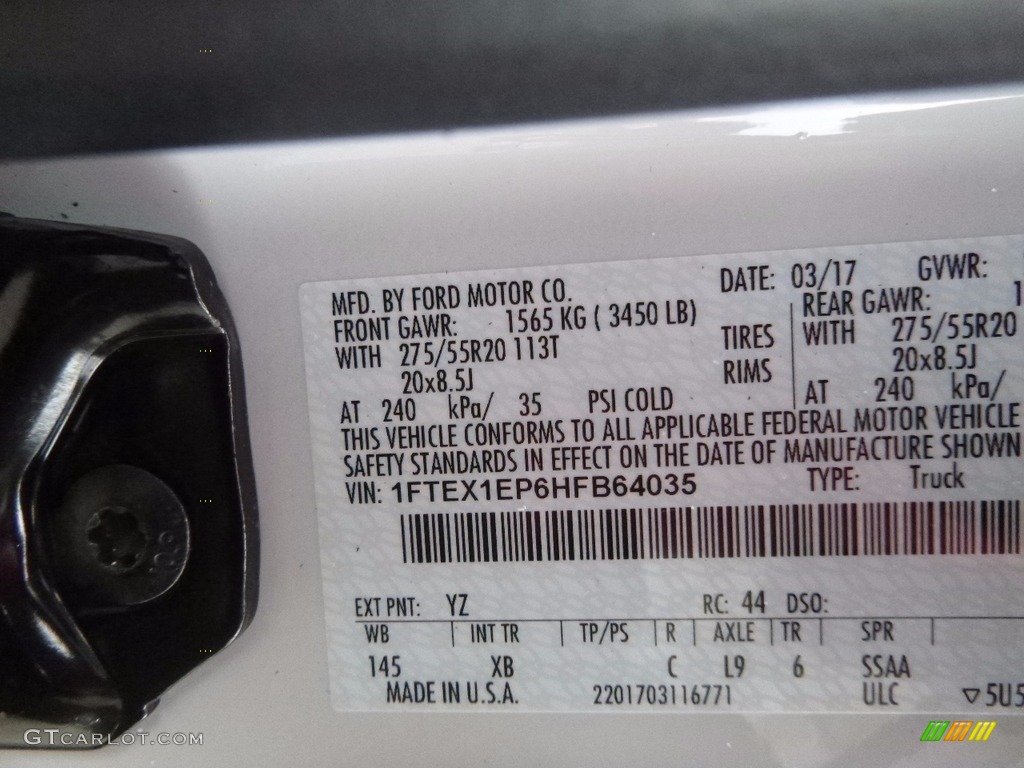 MFD. BY FORD MOTOR CO. DATE: 03/17 GVWR:
FRONT GAWR: 1565 KG ( 3450 LB) REAR GAWR: 1
WITH 275/55R20 113T TIRES WITH 275/55R20
20x8.5J RIMS 20x8.5J
AT 240 kPa/ 35 PSI COLD AT 240 kPa/
THIS VEHICLE CONFORMS TO ALL APPLICABLE FEDERAL MOTOR VEHICLE
SAFETY STANDARDS IN EFFECT ON THE DATE OF MANUFACTURE SHOWN
VIN: 1FTEX1EP6HFB64035 TYPE: Truck
EXT PNT: YZ RC: 44 DSO:
WB INT TR TP/PS R AXLE TR SPR
145 XB C L9 6 SSAA
MADE IN U.S.A. 2201703116771 ULC ▽5U5
GTCARLOT.COM